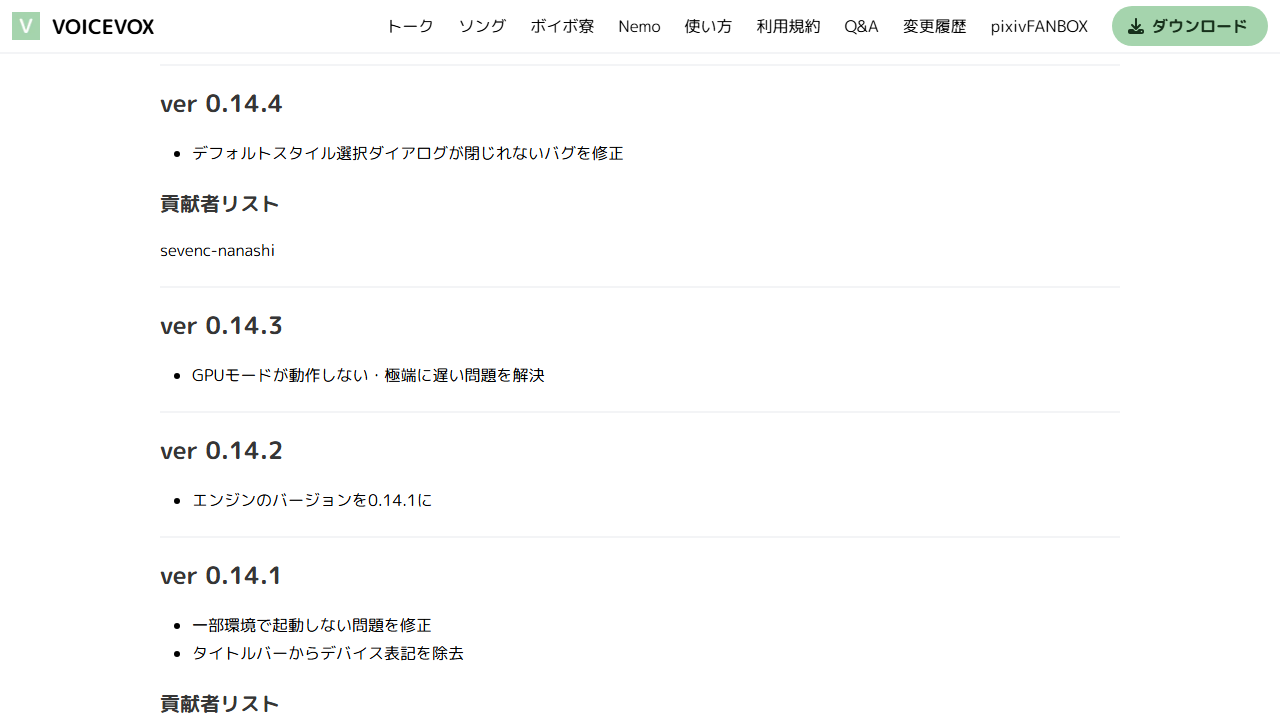 V VOICEVOX トーク ソング ボイボ寮 Nemo 使い方 利用規約 Q&A 変更履歴 pixivFANBOX ダウンロード
ver 0.14.4
• デフォルトスタイル選択ダイアログが閉じれないバグを修正
貢献者リスト
sevenc-nanashi
ver 0.14.3
• GPUモードが動作しない・極端に遅い問題を解決
ver 0.14.2
• エンジンのバージョンを0.14.1に
ver 0.14.1
• 一部環境で起動しない問題を修正
• タイトルバーからデバイス表記を除去
貢献者リスト